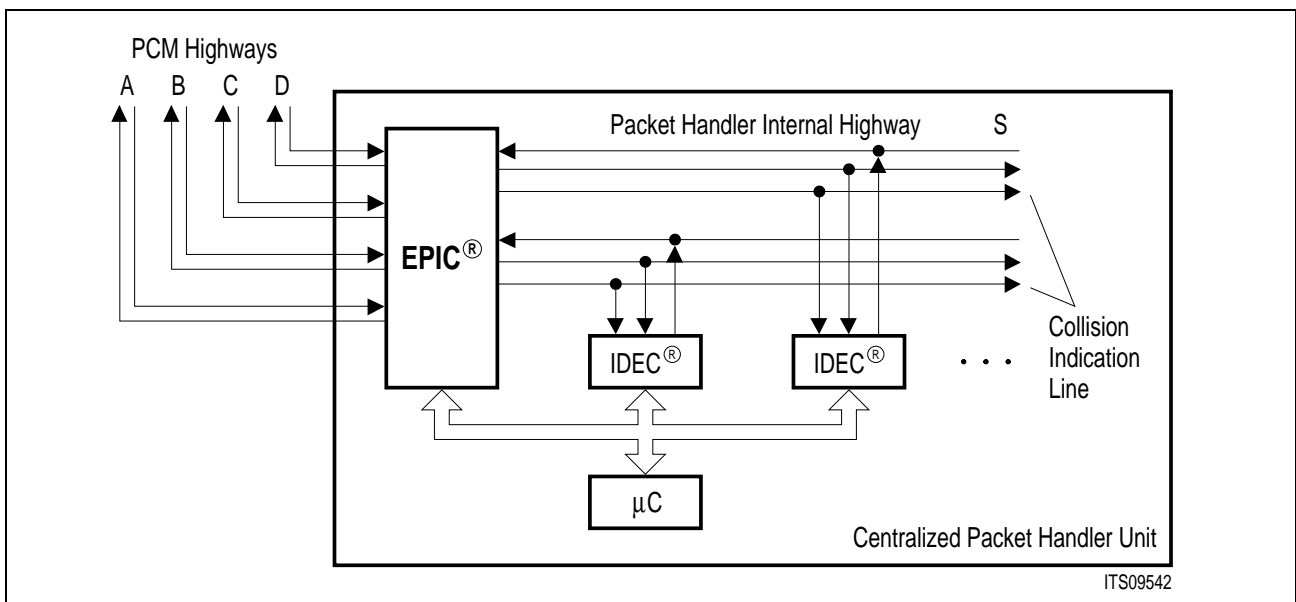 PCM Highways
A B C D
Packet Handler Internal Highway S
EPIC®
IDEC®
IDEC®
. . .
Collision
Indication
Line
µC
Centralized Packet Handler Unit
ITS09542